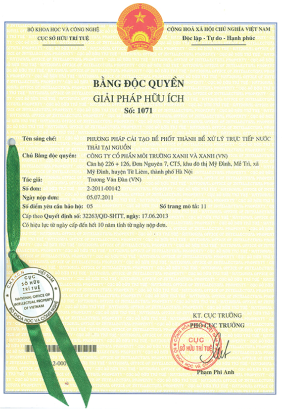 BỘ KHOA HỌC VÀ CÔNG NGHỆ
CỤC SỞ HỮU TRÍ TUỆ
CỘNG HÒA XÃ HỘI CHỦ NGHĨA VIỆT NAM
Độc lập - Tự do - Hạnh phúc
BẰNG ĐỘC QUYỀN
GIẢI PHÁP HỮU ÍCH
Số: 1071
Tên sáng chế: PHƯƠNG PHÁP CẢI TẠO BỂ PHỐT THÀNH BỂ XỬ LÝ TRỰC TIẾP NƯỚC
THẢI TẠI NGUỒN
Chủ Bằng độc quyền: CÔNG TY CỔ PHẦN MÔI TRƯỜNG XANH VÀ XANH (VN)
Căn hộ 226 + 126, Đơn Nguyên 7, CT5, khu đô thị Mỹ Đình, Mễ Trì, xã
Mỹ Đình, huyện Từ Liêm, thành phố Hà Nội
Tác giả: Trương Văn Đàn (VN)
Số đơn: 2-2011-00142
Ngày nộp đơn: 05.07.2011
Số điểm yêu cầu bảo hộ: 05 Số trang mô tả: 11
Cấp theo Quyết định số: 32263/QĐ-SHTT, ngày: 17.06.2013
Có hiệu lực từ ngày cấp đến hết 10 năm tính từ ngày nộp đơn.
VIỆT NAM
CỤC
SỞ HỮU
TRÍ TUỆ
NATIONAL OFFICE OF
INTELLECTUAL PROPERTY
OF VIETNAM
BỘ KHOA HỌC VÀ CÔNG NGHỆ
KT. CỤC TRƯỞNG
PHÓ CỤC TRƯỞNG
CỤC
SỞ HỮU TRÍ TUỆ
Phạm Phi Anh